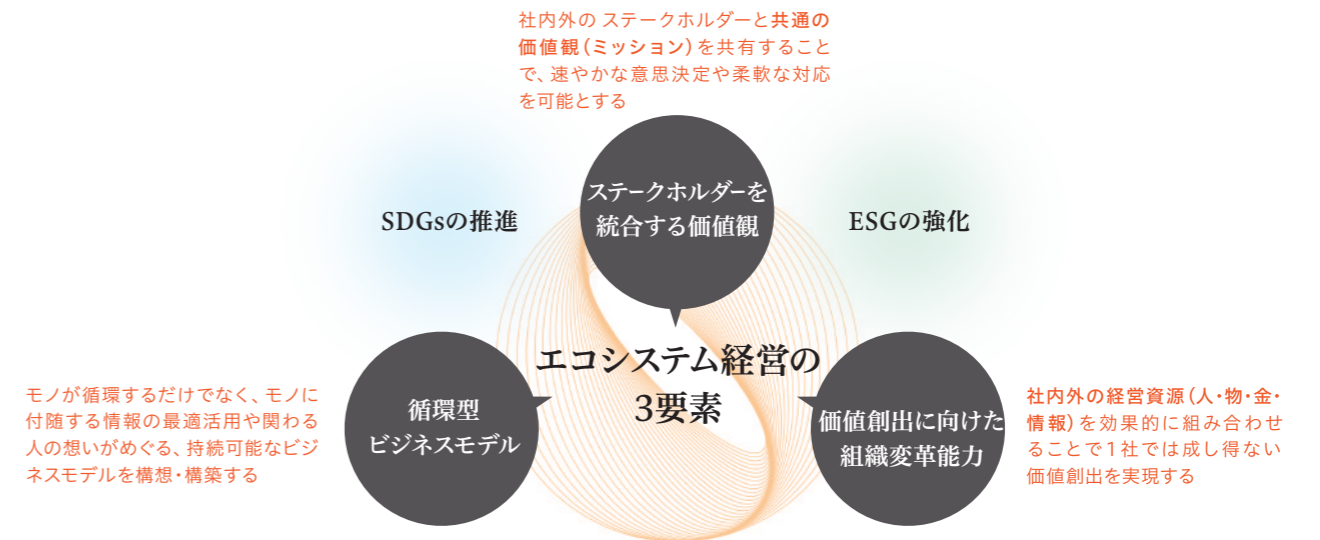 社内外の ステークホルダーと共通の
価値観（ミッション）を共有すること
で、速やかな意思決定や柔軟な対応
を可能とする
ステークホルダーを
統合する価値観
SDGsの推進
ESGの強化
エコシステム経営の
3要素
モノが循環するだけでなく、モノに
付随する情報の最適活用や関わる
人の想いがめぐる、持続可能なビジ
ネスモデルを構想・構築する
循環型
ビジネスモデル
価値創出に向けた
組織変革能力
社内外の経営資源（人・物・金・
情報）を効果的に組み合わせ
ることで1社では成し得ない
価値創出を実現する